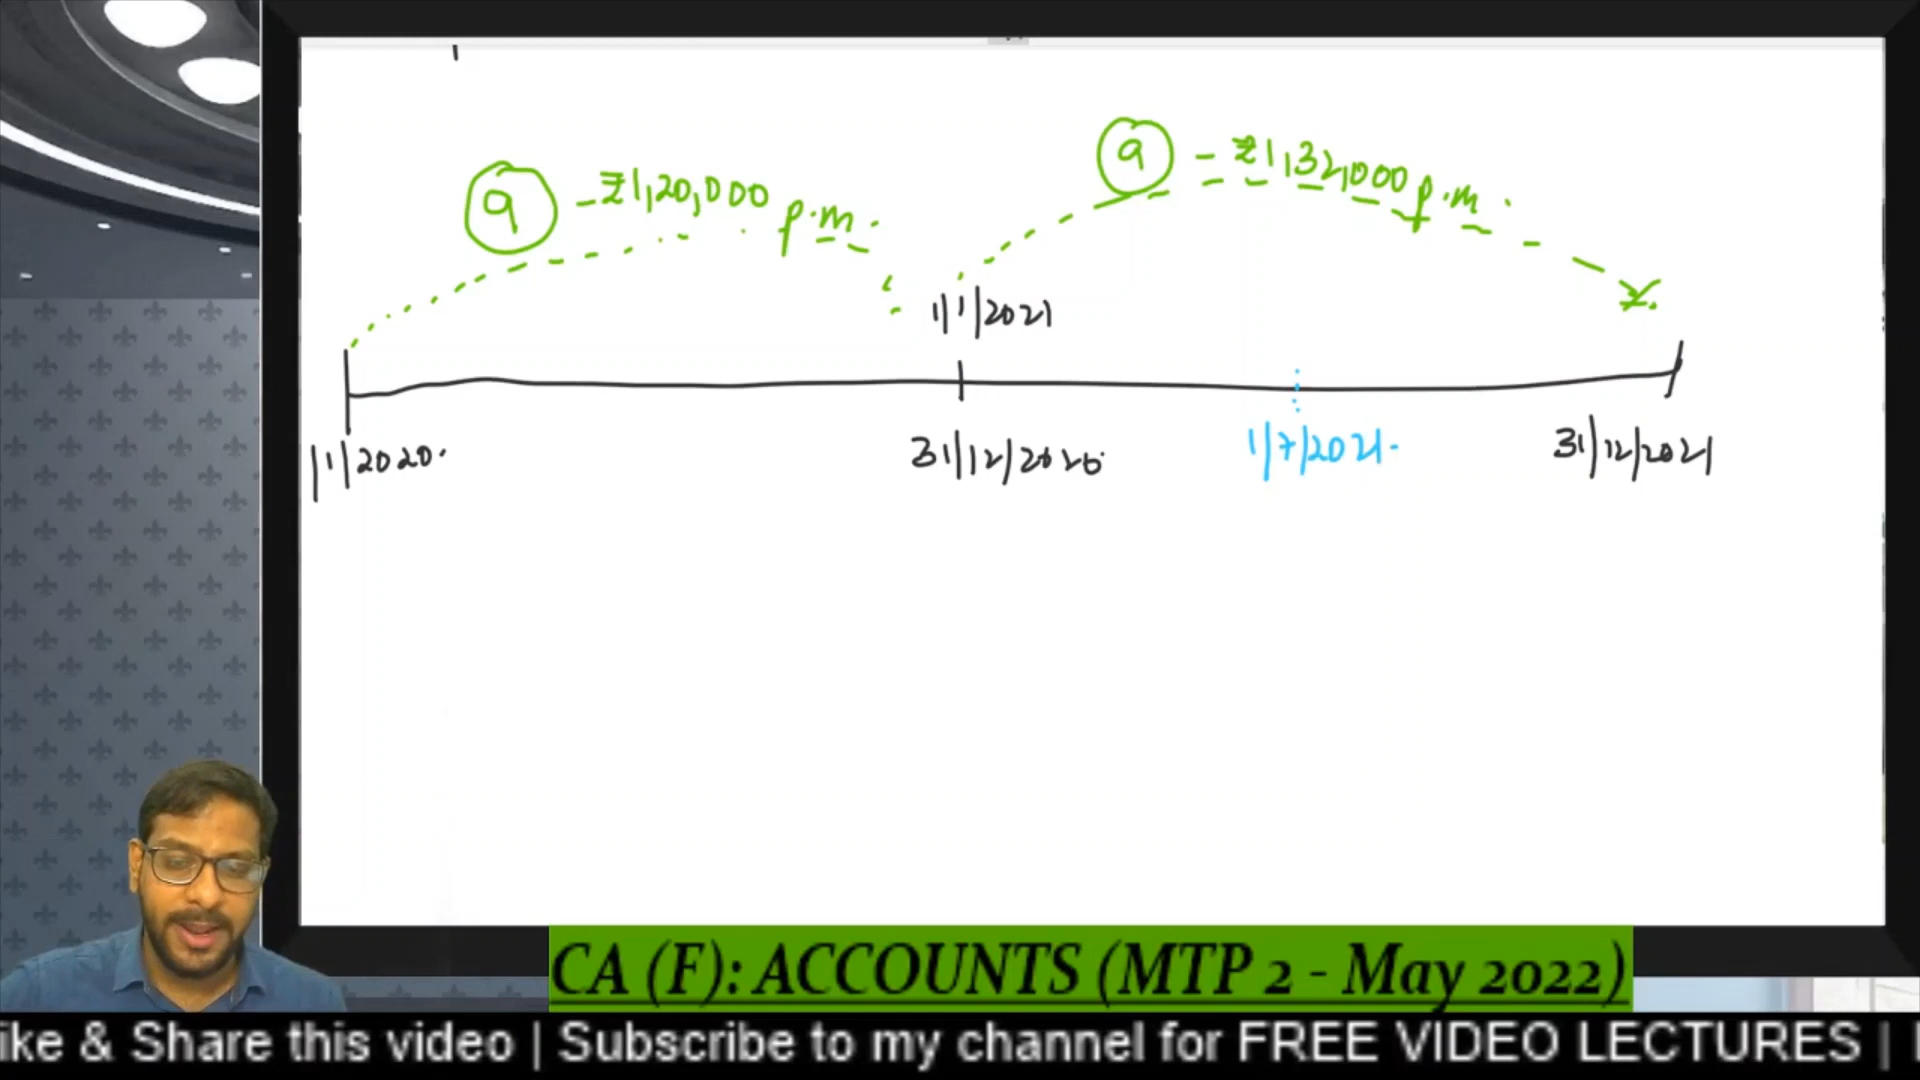 9 - ₹1,20,000 p.m.
9 - ₹1,32,000 p.m.
1/1/2021
1/1/2020.
31/12/2020
1/7/2021.
31/12/2021
CA (F): ACCOUNTS (MTP 2 - May 2022)
ike & Share this video | Subscribe to my channel for FREE VIDEO LECTURES |